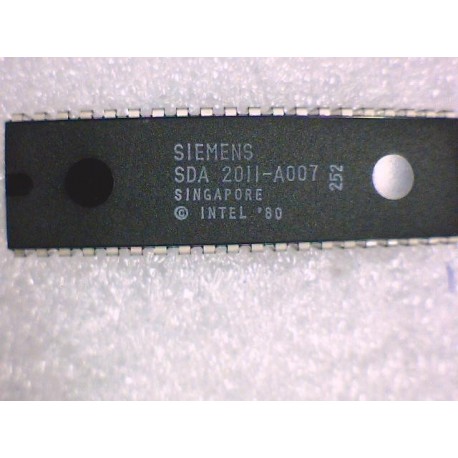 SIEMENS
SDA 2011-A007
SINGAPORE
© INTEL '80
252